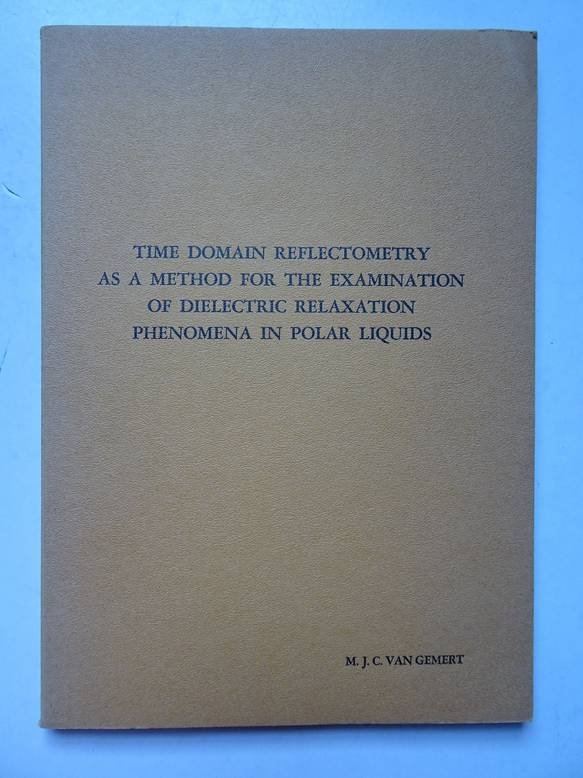 TIME DOMAIN REFLECTOMETRY
AS A METHOD FOR THE EXAMINATION
OF DIELECTRIC RELAXATION
PHENOMENA IN POLAR LIQUIDS
M. J. C. VAN GEMERT